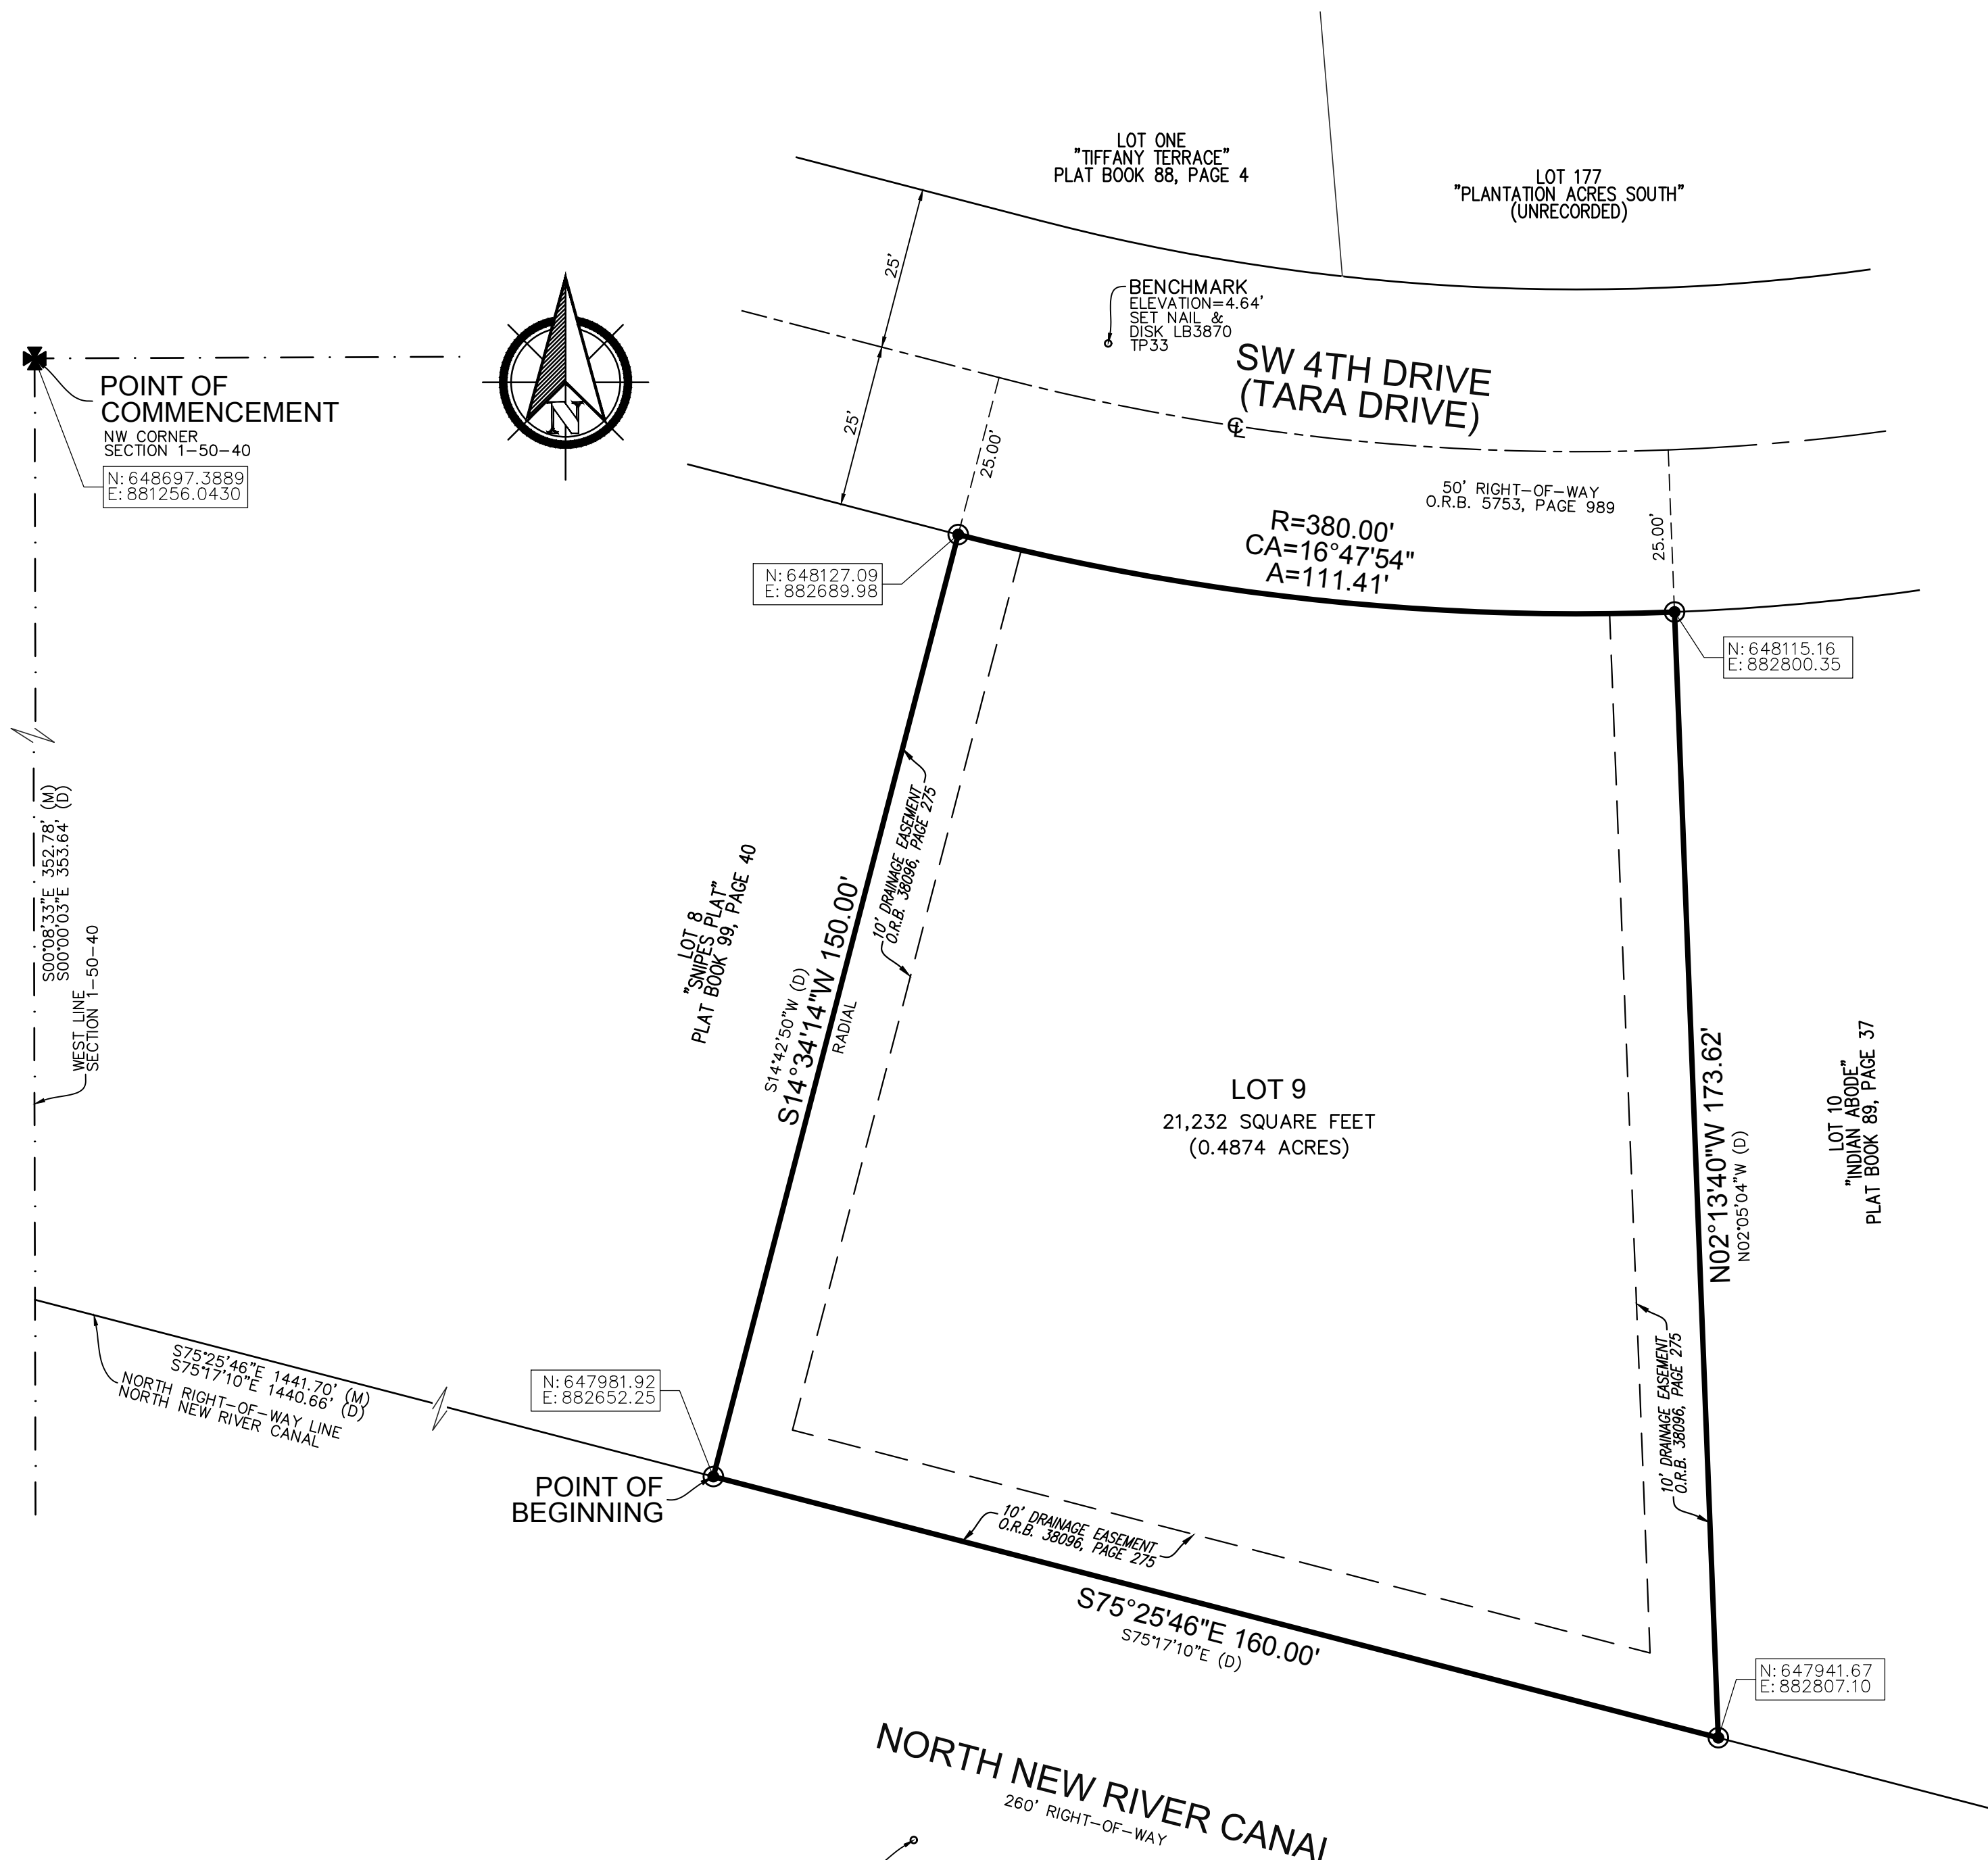 LOT ONE
"TIFFANY TERRACE"
PLAT BOOK 88, PAGE 4
LOT 177
"PLANTATION ACRES SOUTH"
(UNRECORDED)
25'
25'
BENCHMARK
ELEVATION=4.64'
SET NAIL &
DISK LB3870
TP33
SW 4TH DRIVE
(TARA DRIVE)
POINT OF
COMMENCEMENT
NW CORNER
SECTION 1-50-40
N: 648697.3889
E: 881256.0430
N
25.00'
50' RIGHT-OF-WAY
O.R.B. 5753, PAGE 989
25.00'
R=380.00'
CA=16°47'54"
A=111.41'
N: 648127.09
E: 882689.98
N: 648115.16
E: 882800.35
S00°08'33"E 352.78' (M)
S00°00'03"E 353.64' (D)
WEST LINE
SECTION 1-50-40
LOT 8
"SNIPES PLAT"
PLAT BOOK 99, PAGE 40
S14°42'50"W (D)
S14°34'14"W 150.00'
RADIAL
10' DRAINAGE EASEMENT
O.R.B. 38096, PAGE 275
LOT 9
21,232 SQUARE FEET
(0.4874 ACRES)
N02°13'40"W 173.62'
N02°05'04"W (D)
LOT 10
"INDIAN ABODE"
PLAT BOOK 89, PAGE 37
10' DRAINAGE EASEMENT
O.R.B. 38096, PAGE 275
S75°25'46"E 1441.70' (M)
S75°17'10"E 1440.66' (D)
NORTH RIGHT-OF-WAY LINE
NORTH NEW RIVER CANAL
N: 647981.92
E: 882652.25
POINT OF
BEGINNING
10' DRAINAGE EASEMENT
O.R.B. 38096, PAGE 275
S75°25'46"E 160.00'
S75°17'10"E (D)
N: 647941.67
E: 882807.10
NORTH NEW RIVER CANAL
260' RIGHT-OF-WAY